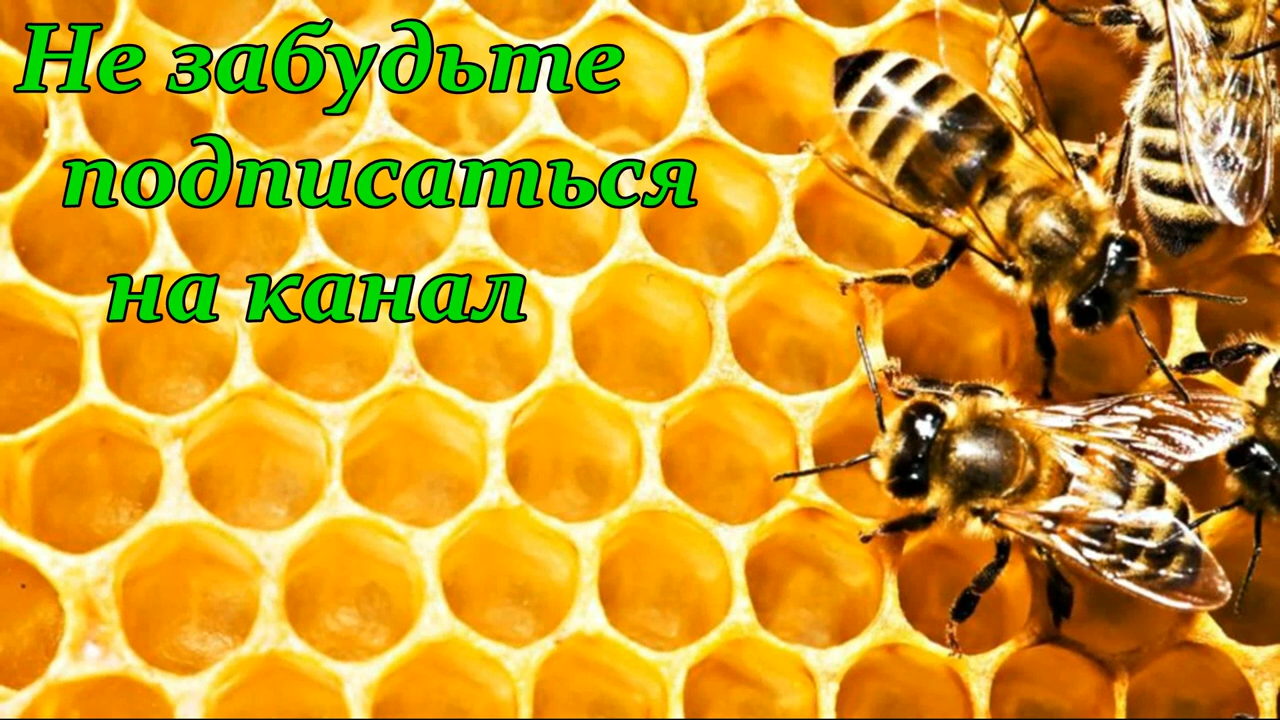 Не забудьте
подписаться
на канал